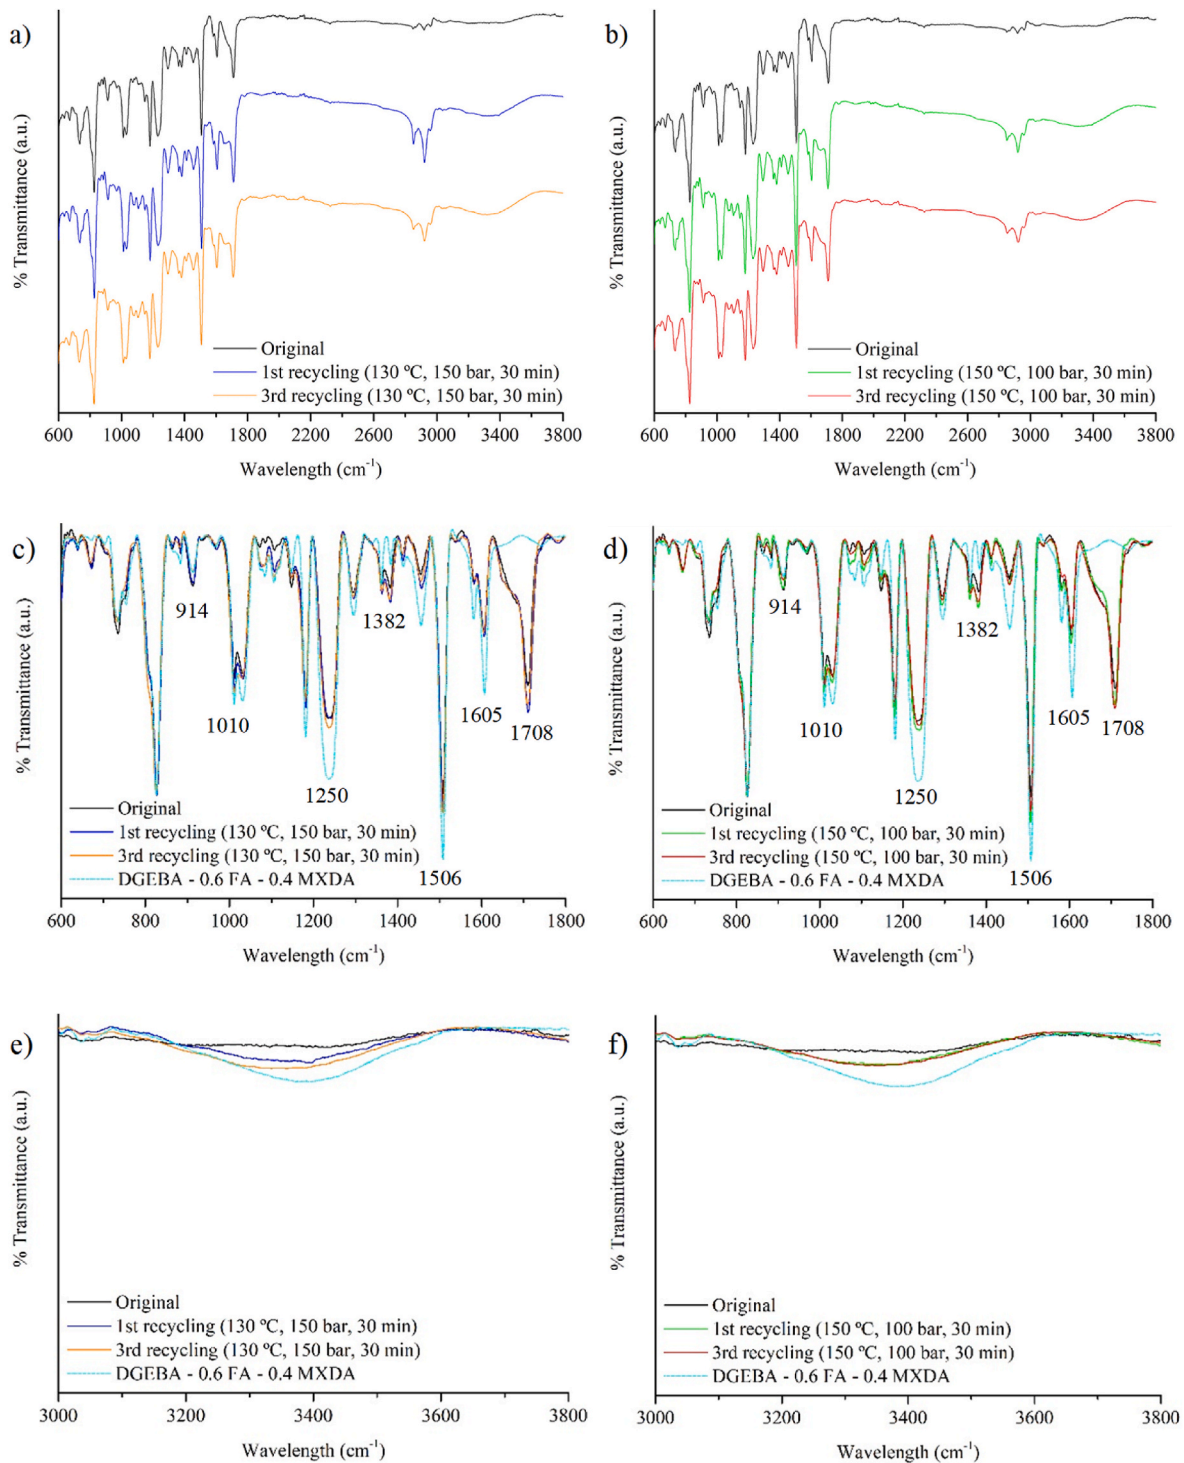 a)
% Transmittance (a.u.)
Original
1st recycling (130 ºC, 150 bar, 30 min)
3rd recycling (130 ºC, 150 bar, 30 min)
600 1000 1400 1800 2200 2600 3000 3400 3800
Wavelength (cm⁻¹)
b)
% Transmittance (a.u.)
Original
1st recycling (150 ºC, 100 bar, 30 min)
3rd recycling (150 ºC, 100 bar, 30 min)
600 1000 1400 1800 2200 2600 3000 3400 3800
Wavelength (cm⁻¹)
c)
% Transmittance (a.u.)
914
1382
1010
1605
1708
1250
1506
Original
1st recycling (130 ºC, 150 bar, 30 min)
3rd recycling (130 ºC, 150 bar, 30 min)
DGEBA - 0.6 FA - 0.4 MXDA
600 800 1000 1200 1400 1600 1800
Wavelength (cm⁻¹)
d)
% Transmittance (a.u.)
914
1382
1010
1605
1708
1250
1506
Original
1st recycling (150 ºC, 100 bar, 30 min)
3rd recycling (150 ºC, 100 bar, 30 min)
DGEBA - 0.6 FA - 0.4 MXDA
600 800 1000 1200 1400 1600 1800
Wavelength (cm⁻¹)
e)
% Transmittance (a.u.)
Original
1st recycling (130 ºC, 150 bar, 30 min)
3rd recycling (130 ºC, 150 bar, 30 min)
DGEBA - 0.6 FA - 0.4 MXDA
3000 3200 3400 3600 3800
Wavelength (cm⁻¹)
f)
% Transmittance (a.u.)
Original
1st recycling (150 ºC, 100 bar, 30 min)
3rd recycling (150 ºC, 100 bar, 30 min)
DGEBA - 0.6 FA - 0.4 MXDA
3000 3200 3400 3600 3800
Wavelength (cm⁻¹)